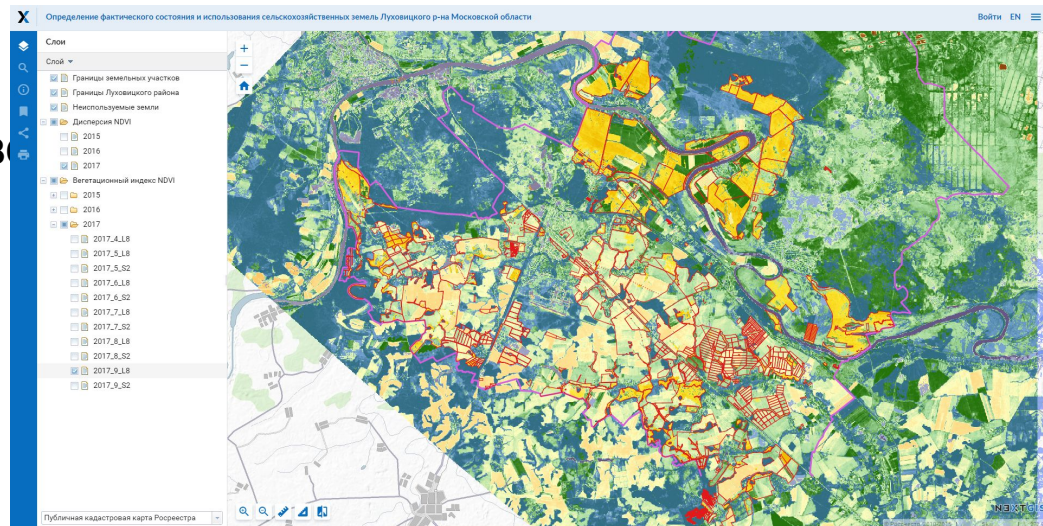 Определение фактического состояния и использования сельскохозяйственных земель Луховицкого р-на Московской области
Войти EN
Слои
Слой
Границы земельных участков
Границы Луховицкого района
Неиспользуемые земли
Дисперсия NDVI
2015
2016
2017
Вегетационный индекс NDVI
2015
2016
2017
2017_4_L8
2017_5_L8
2017_5_S2
2017_6_L8
2017_6_S2
2017_7_L8
2017_7_S2
2017_8_L8
2017_8_S2
2017_9_L8
2017_9_S2
Публичная кадастровая карта Росреестра
NEXTGIS